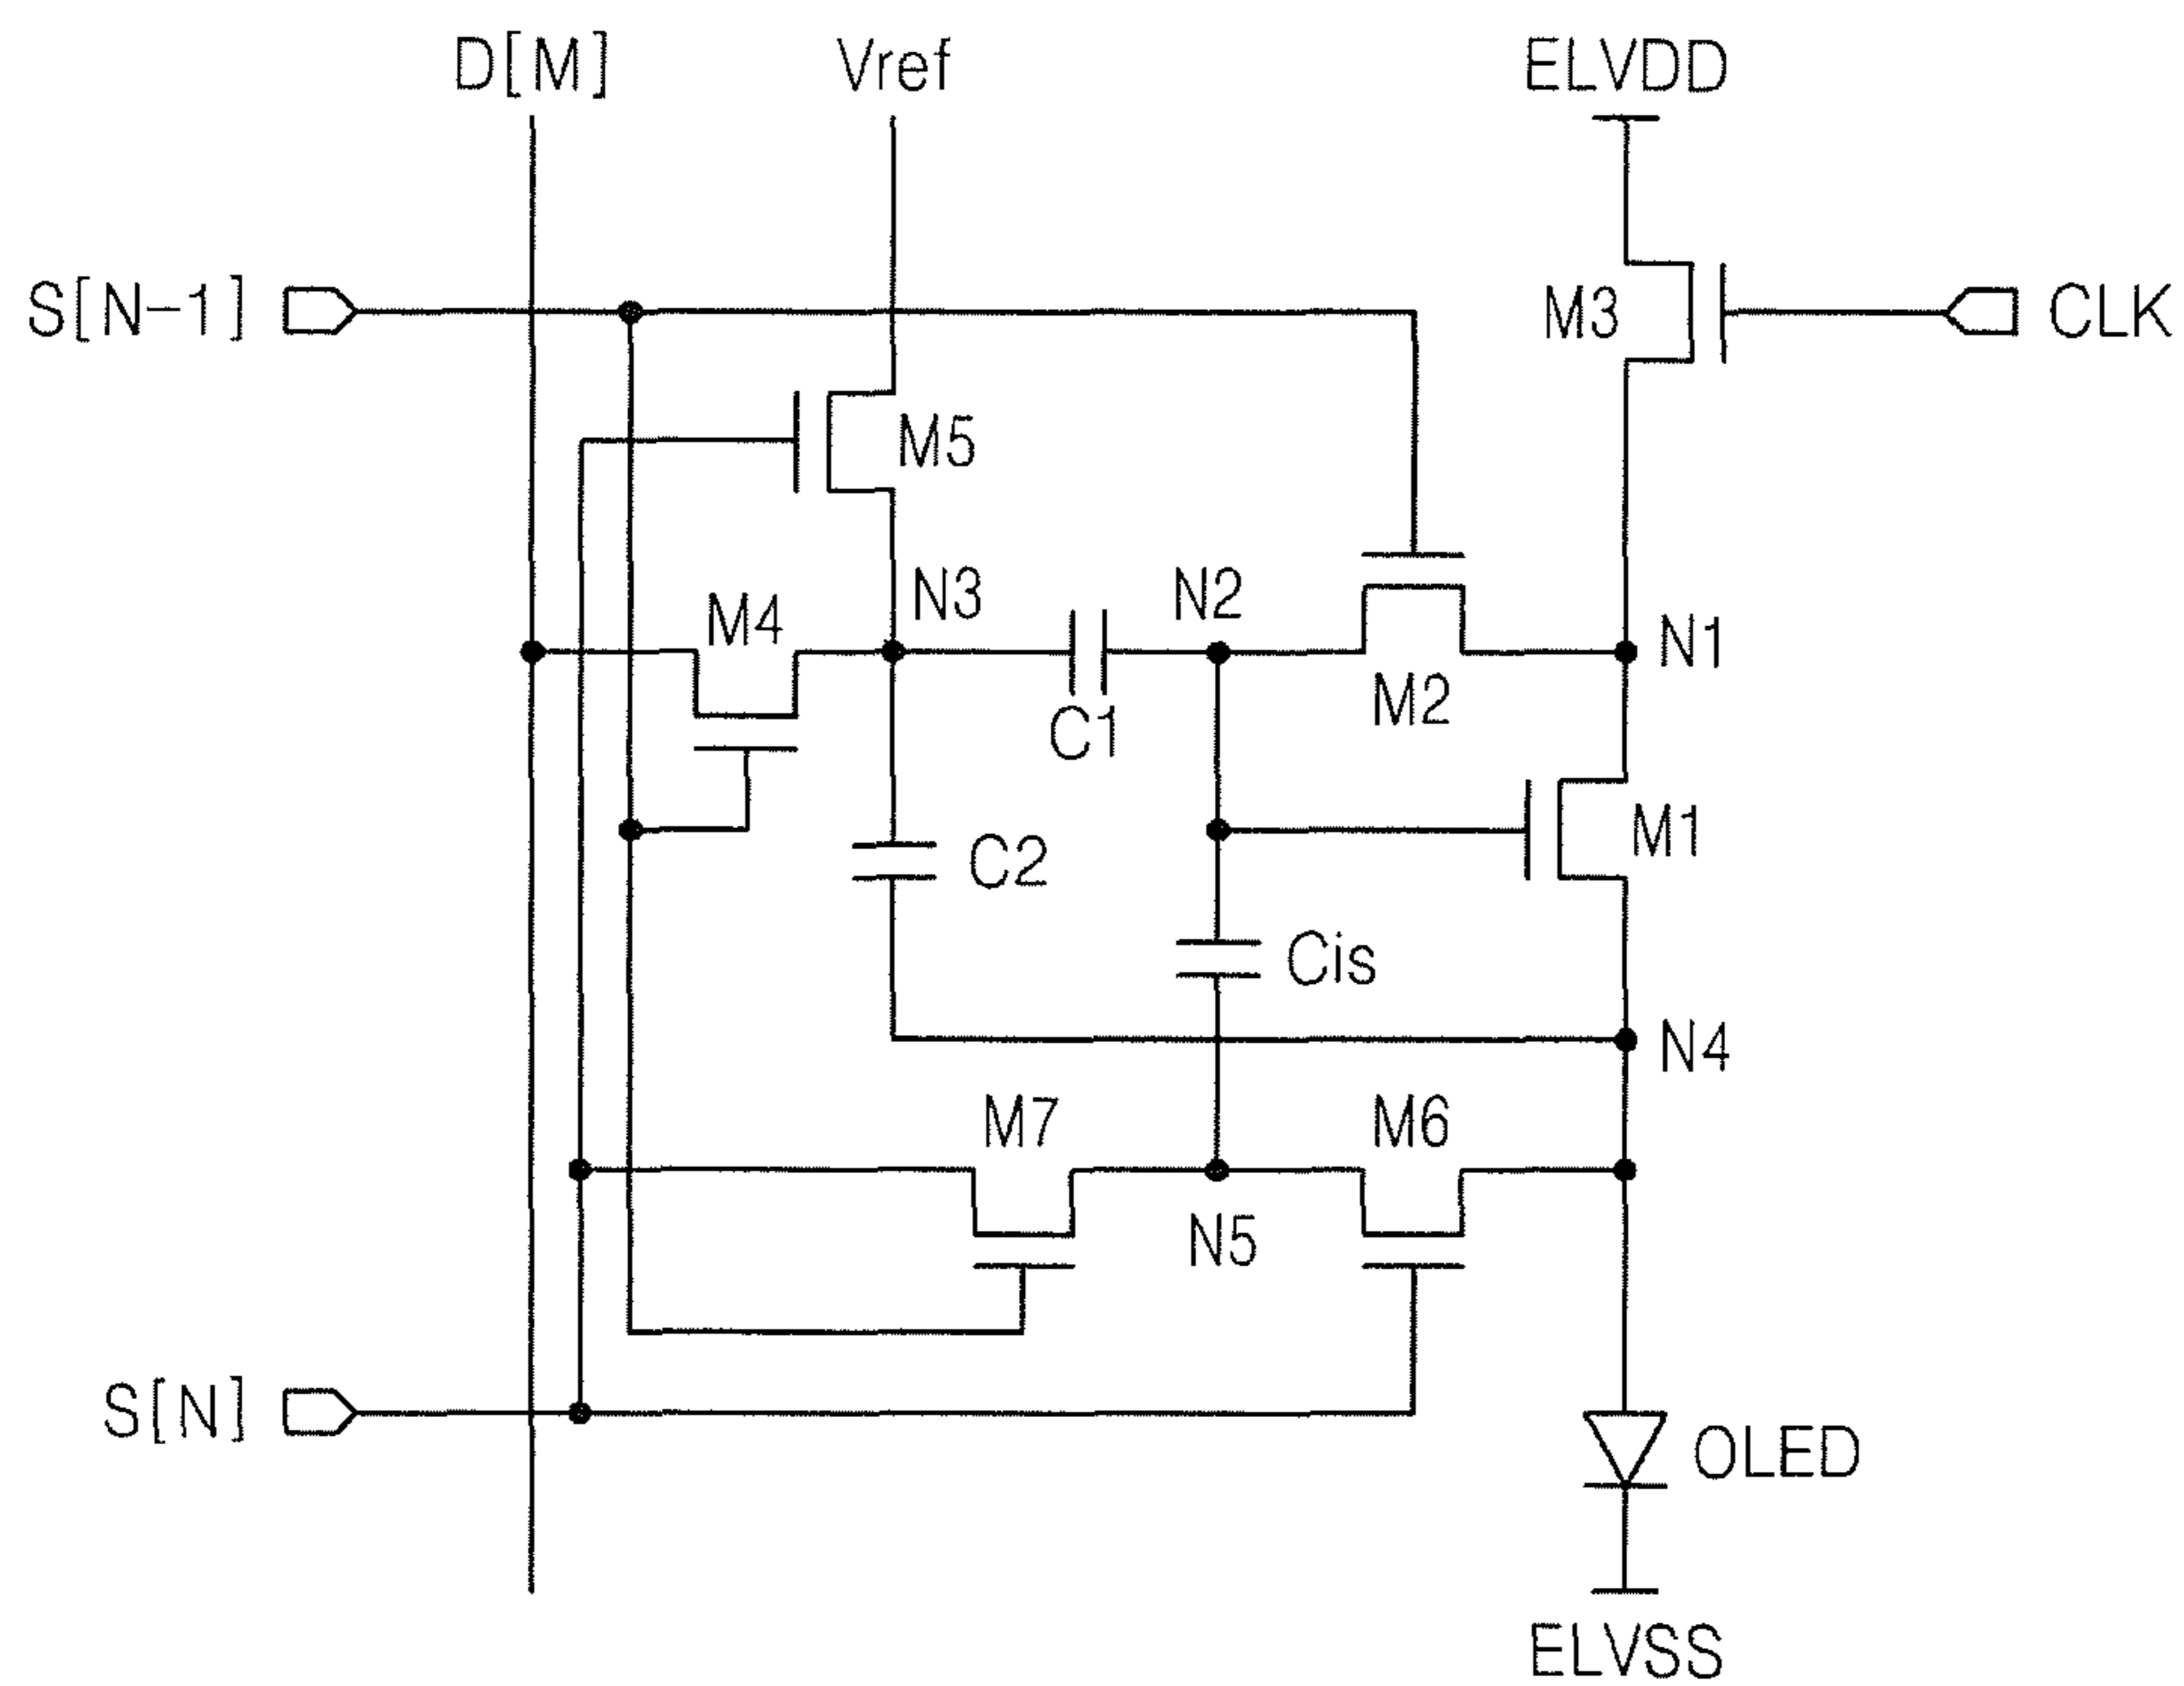 D[M]
Vref
ELVDD
S[N-1]
M3
CLK
M5
M4
N3
N2
N1
C1
M2
M1
C2
Cis
N4
M7
M6
N5
S[N]
OLED
ELVSS